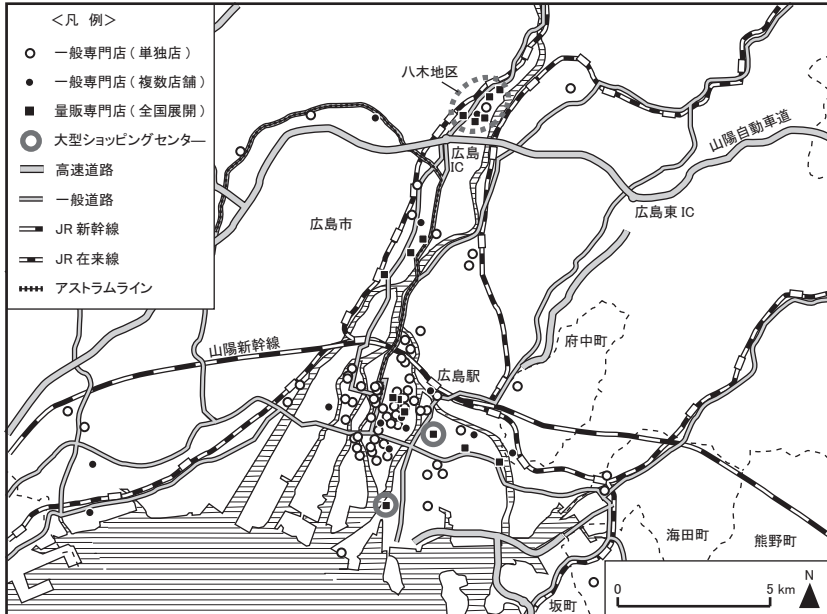 ＜凡 例＞
一般専門店（単独店）
一般専門店（複数店舗）
量販専門店（全国展開）
大型ショッピングセンター
高速道路
一般道路
JR 新幹線
JR 在来線
アストラムライン
八木地区
広島
IC
山陽自動車道
広島東 IC
広島市
府中町
山陽新幹線
広島駅
海田町
熊野町
坂町
0
5 km
N